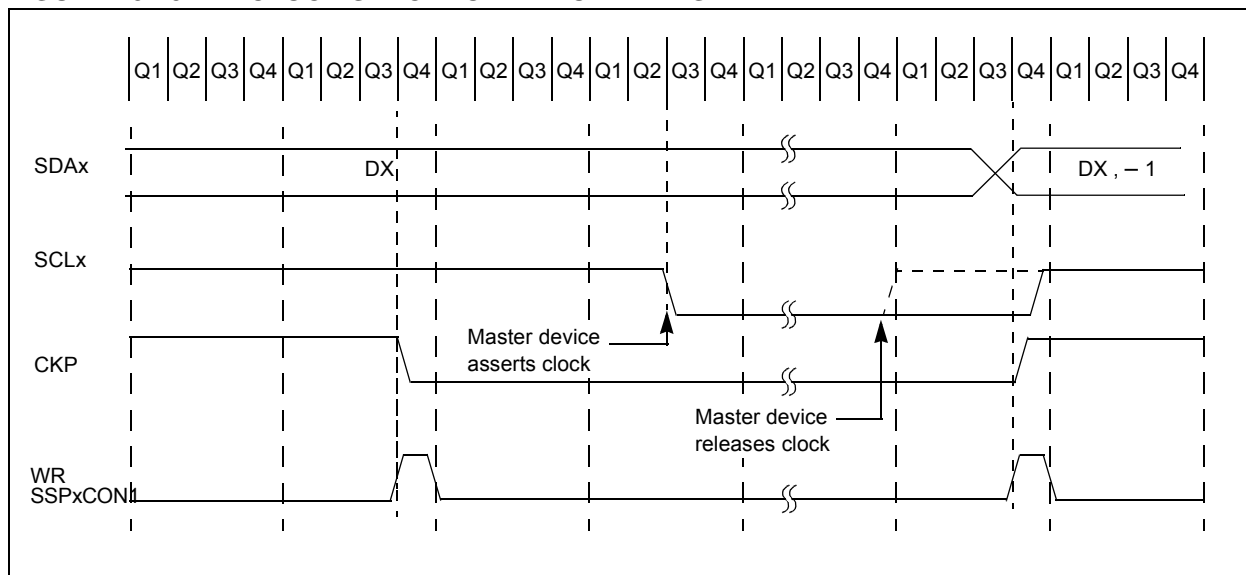 Q1 Q2 Q3 Q4 Q1 Q2 Q3 Q4 Q1 Q2 Q3 Q4 Q1 Q2 Q3 Q4 Q1 Q2 Q3 Q4 Q1 Q2 Q3 Q4 Q1 Q2 Q3 Q4
SDAx
DX
DX , – 1
SCLx
Master device
asserts clock
CKP
Master device
releases clock
WR
SSPxCON1